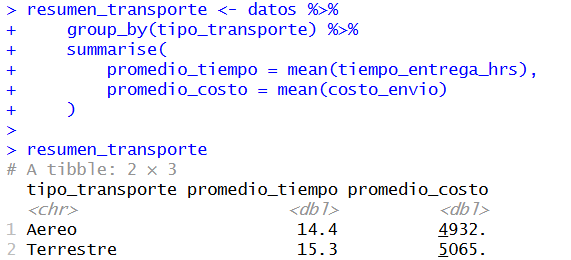 > resumen_transporte <- datos %>%
+     group_by(tipo_transporte) %>%
+     summarise(
+         promedio_tiempo = mean(tiempo_entrega_hrs),
+         promedio_costo = mean(costo_envio)
+     )
>
> resumen_transporte
# A tibble: 2 × 3
  tipo_transporte promedio_tiempo promedio_costo
  <chr>                     <dbl>          <dbl>
1 Aereo                      14.4          4932.
2 Terrestre                  15.3          5065.